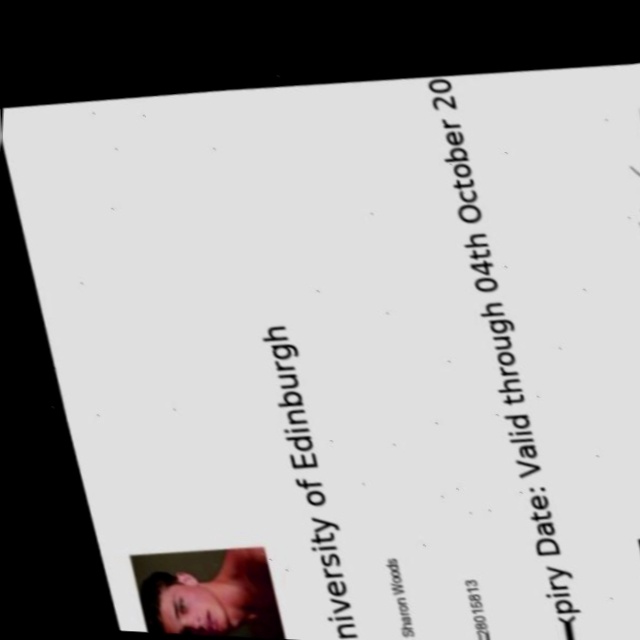 niversity of Edinburgh
Sharon Woods
28015813
piry Date: Valid through 04th October 20